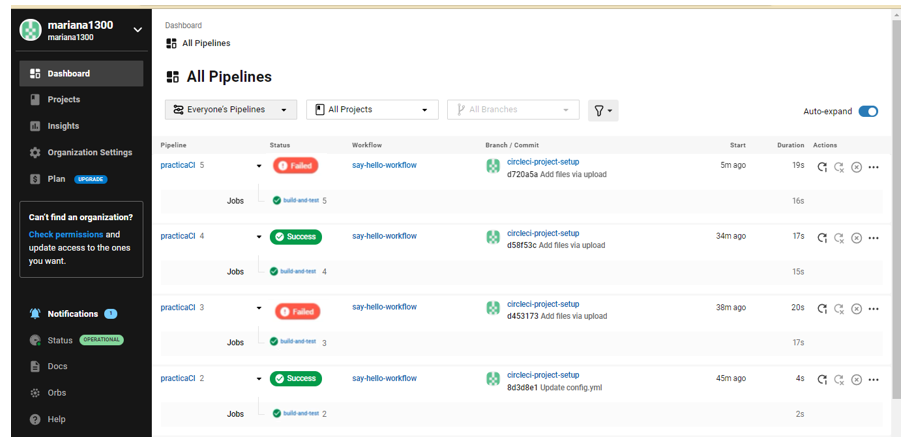 mariana1300
mariana1300
Dashboard
Projects
Insights
Organization Settings
Plan UPGRADE
Can't find an organization?
Check permissions and
update access to the ones
you want.
Notifications 1
Status OPERATIONAL
Docs
Orbs
Help
Dashboard
All Pipelines
All Pipelines
Everyone's Pipelines All Projects All Branches Auto-expand
Pipeline Status Workflow Branch / Commit Start Duration Actions
practicaCI 5 Failed say-hello-workflow circleci-project-setup 5m ago 19s
d720a5a Add files via upload
Jobs build-and-test 5 16s
practicaCI 4 Success say-hello-workflow circleci-project-setup 34m ago 17s
d58f53c Add files via upload
Jobs build-and-test 4 15s
practicaCI 3 Failed say-hello-workflow circleci-project-setup 38m ago 20s
d453173 Add files via upload
Jobs build-and-test 3 17s
practicaCI 2 Success say-hello-workflow circleci-project-setup 45m ago 4s
8d3d8e1 Update config.yml
Jobs build-and-test 2 2s